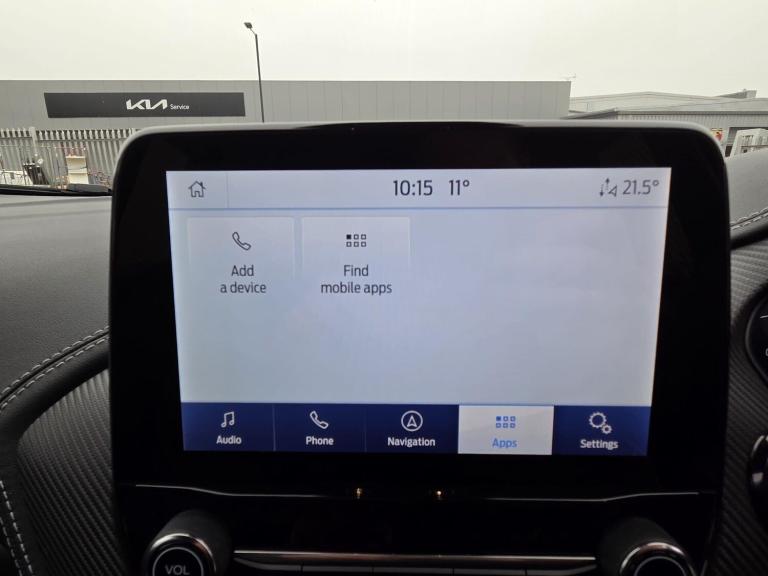 KIA Service
10:15 11° 21.5°
Add
a device
Find
mobile apps
Audio
Phone
Navigation
Apps
Settings
VOL